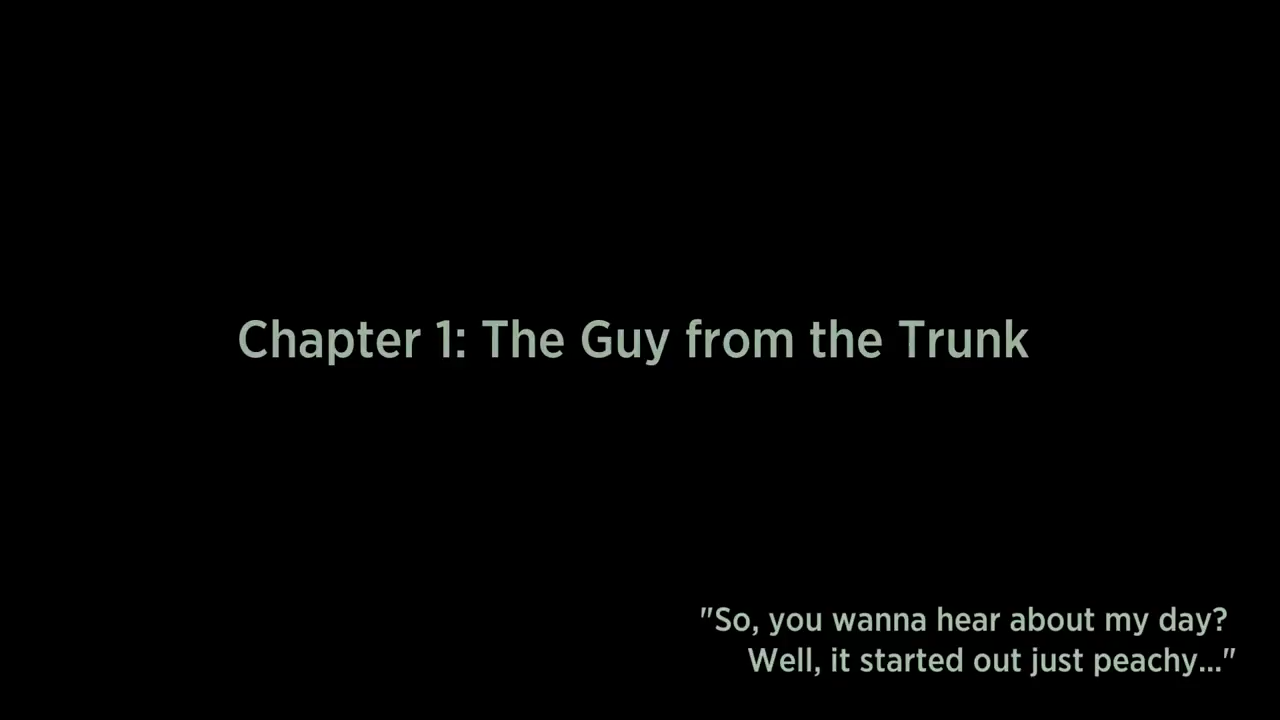 Chapter 1: The Guy from the Trunk
"So, you wanna hear about my day?
Well, it started out just peachy..."